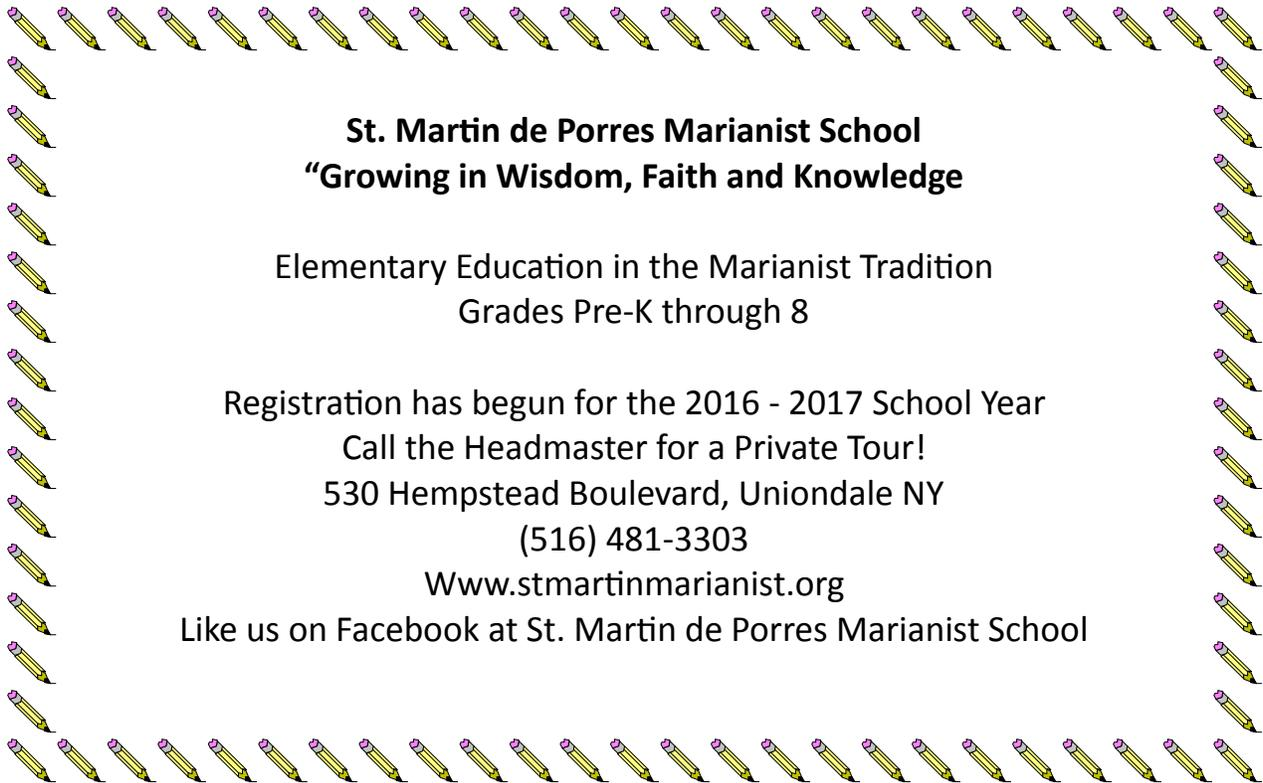 St. Martin de Porres Marianist School
“Growing in Wisdom, Faith and Knowledge
Elementary Education in the Marianist Tradition
Grades Pre-K through 8
Registration has begun for the 2016 - 2017 School Year
Call the Headmaster for a Private Tour!
530 Hempstead Boulevard, Uniondale NY
(516) 481-3303
Www.stmartinmarianist.org
Like us on Facebook at St. Martin de Porres Marianist School